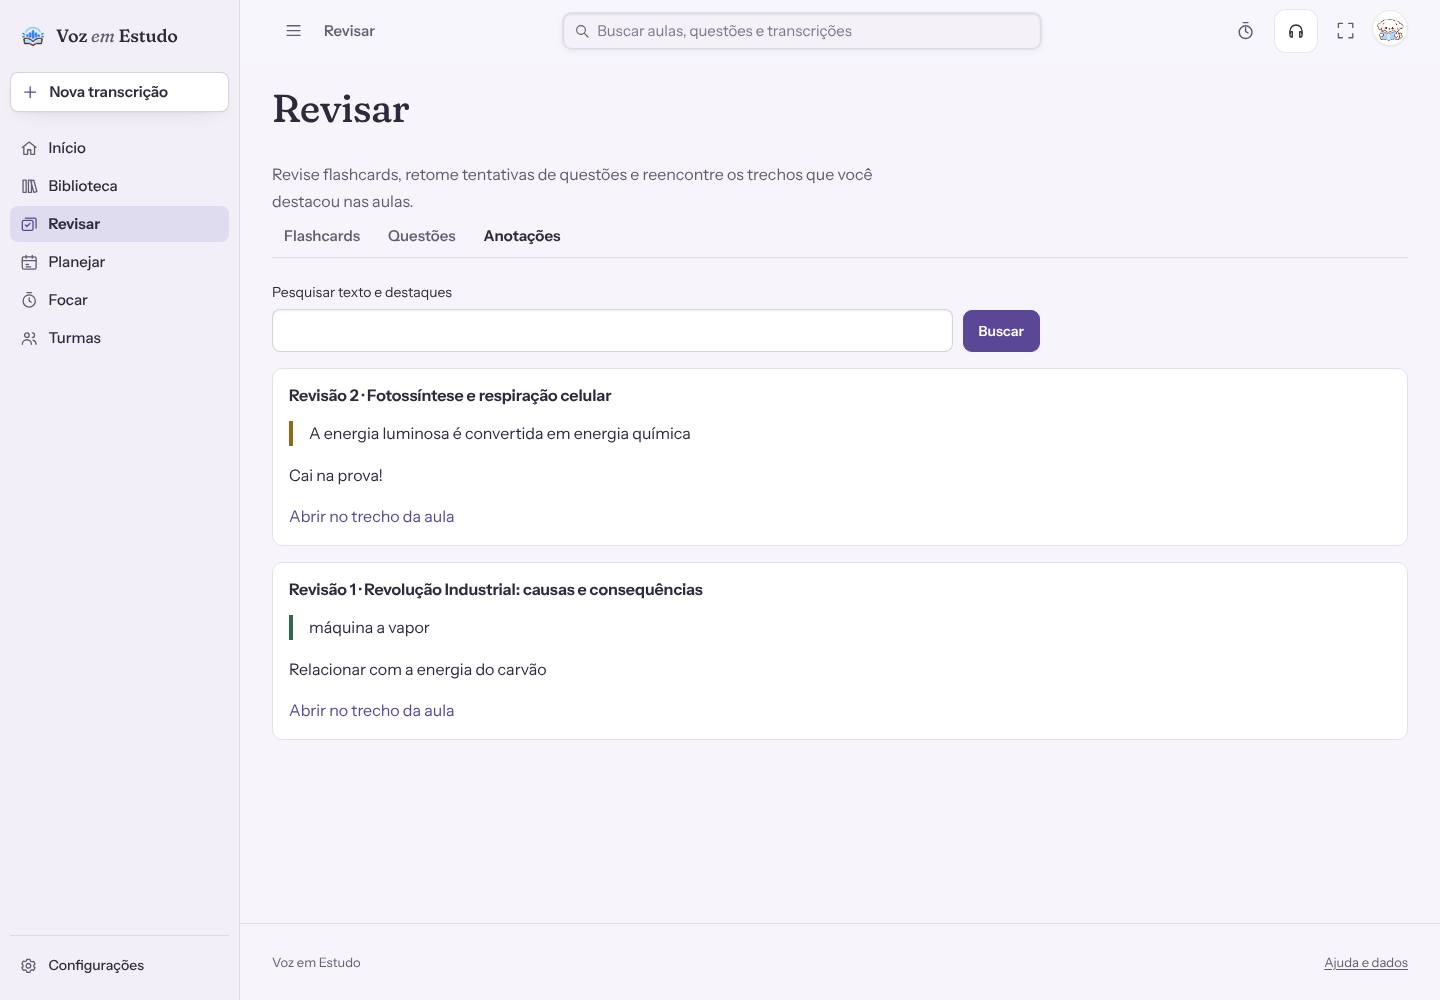 Voz em Estudo
Nova transcrição
Início
Biblioteca
Revisar
Planejar
Focar
Turmas
Configurações
Revisar
Buscar aulas, questões e transcrições
Revisar
Revise flashcards, retome tentativas de questões e reencontre os trechos que você
destacou nas aulas.
Flashcards Questões Anotações
Pesquisar texto e destaques
Buscar
Revisão 2 · Fotossíntese e respiração celular
A energia luminosa é convertida em energia química
Cai na prova!
Abrir no trecho da aula
Revisão 1 · Revolução Industrial: causas e consequências
máquina a vapor
Relacionar com a energia do carvão
Abrir no trecho da aula
Voz em Estudo
Ajuda e dados